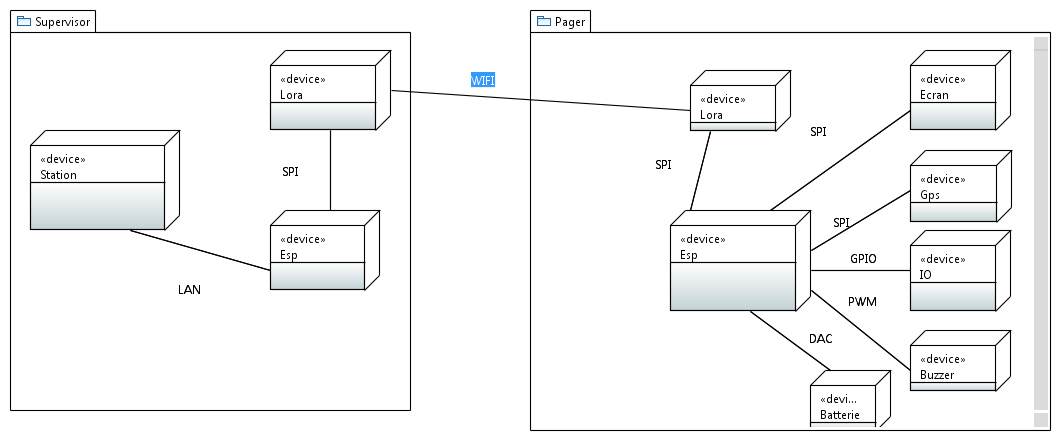 Supervisor
«device»
Lora
«device»
Station
SPI
«device»
Esp
LAN
WIFI
Pager
«device»
Lora
«device»
Ecran
SPI
SPI
«device»
Gps
SPI
«device»
Esp
GPIO
«device»
IO
PWM
DAC
«device»
Buzzer
«devi...
Batterie